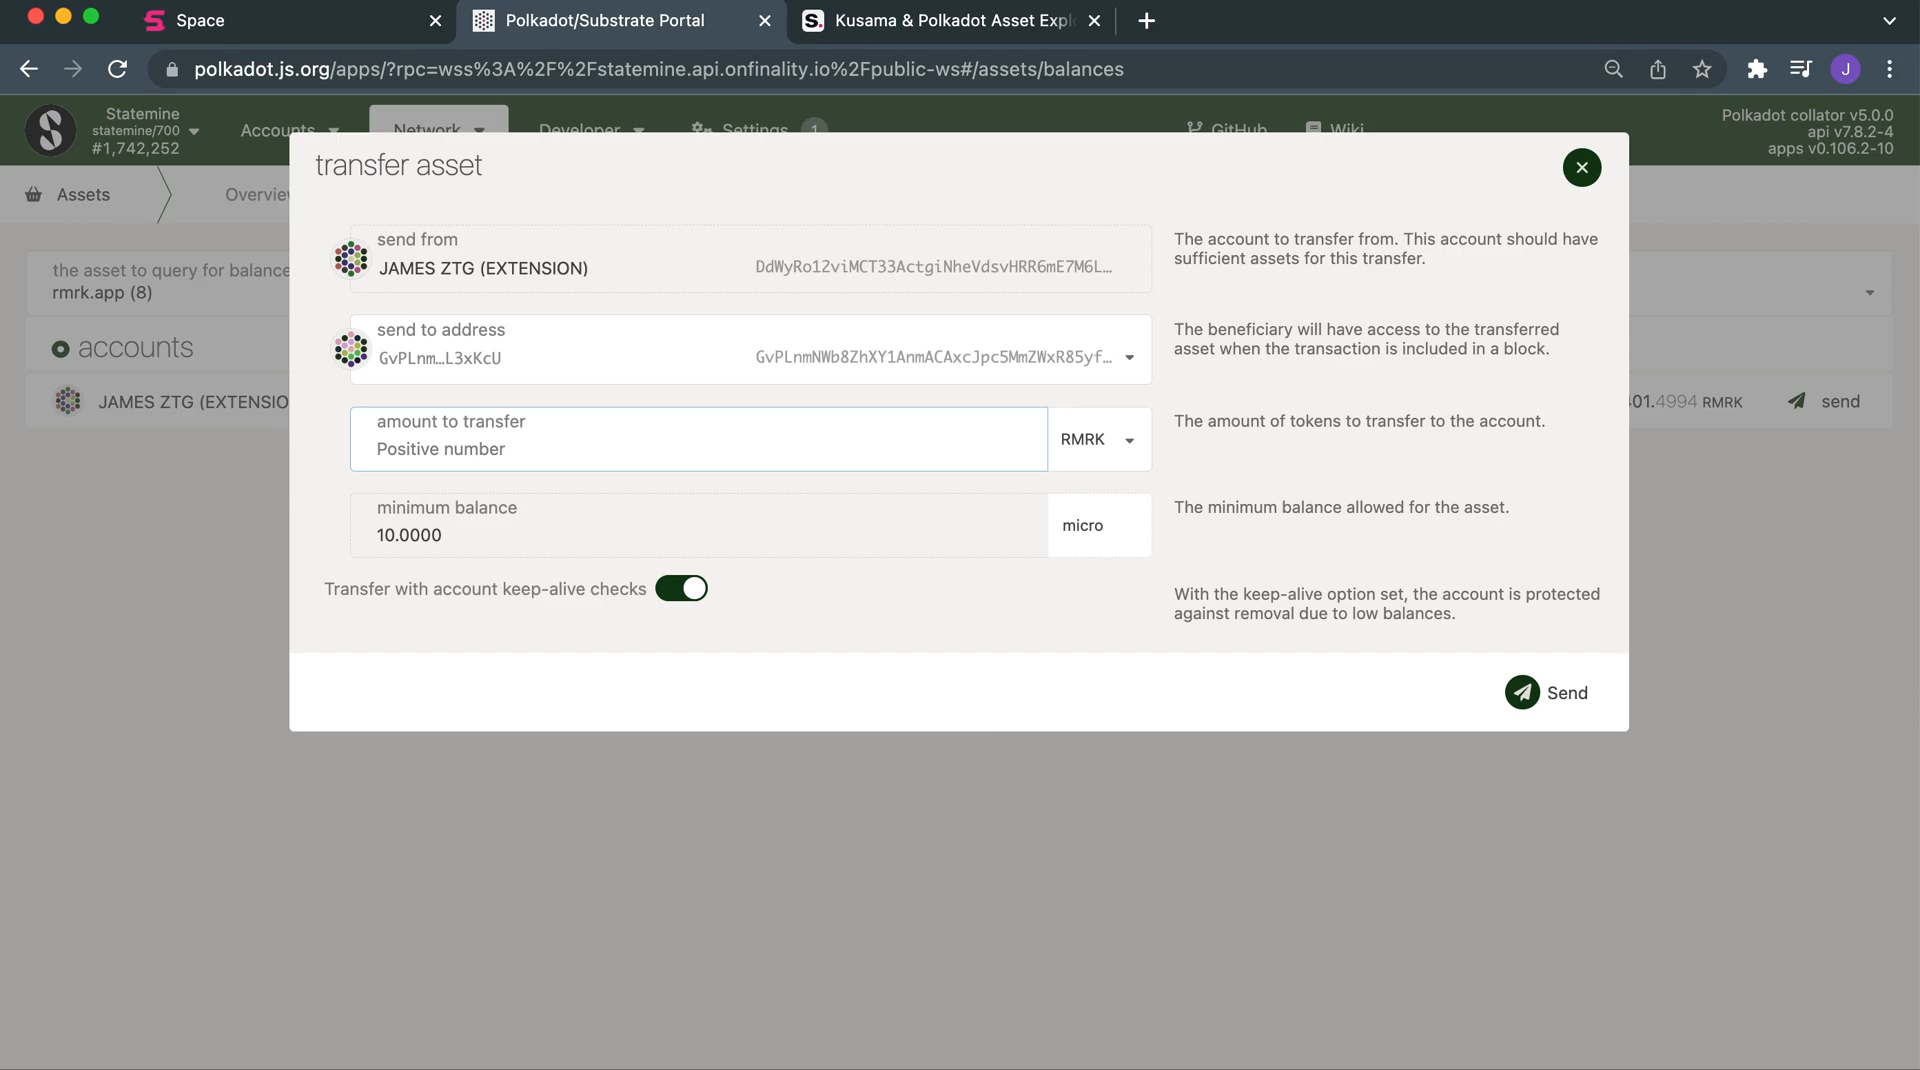 Space
Polkadot/Substrate Portal
Kusama & Polkadot Asset Expl
polkadot.js.org/apps/?rpc=wss%3A%2F%2Fstatemine.api.onfinality.io%2Fpublic-ws#/assets/balances
J
Statemine
statemine/700
#1,742,252
Accounts
Network
Developer
Settings
1
GitHub
Wiki
Polkadot collator v5.0.0
api v7.8.2-4
apps v0.106.2-10
Assets
Overview
transfer asset
the asset to query for balance
rmrk.app (8)
accounts
JAMES ZTG (EXTENSIO
401.4994 RMRK
send
send from
JAMES ZTG (EXTENSION)
DdWyRo12viMCT33ActgiNheVdsvHRR6mE7M6L…
The account to transfer from. This account should have
sufficient assets for this transfer.
send to address
GvPLnm…L3xKcU
GvPLnmNWb8ZhXY1AnmACAxcJpc5MmZWxR85yf…
The beneficiary will have access to the transferred
asset when the transaction is included in a block.
amount to transfer
Positive number
RMRK
The amount of tokens to transfer to the account.
minimum balance
10.0000
micro
The minimum balance allowed for the asset.
Transfer with account keep-alive checks
With the keep-alive option set, the account is protected
against removal due to low balances.
Send